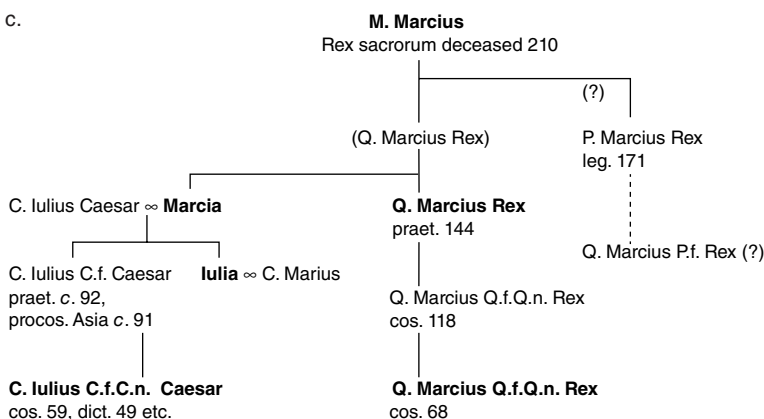 c.
M. Marcius
Rex sacrorum deceased 210
(?)
(Q. Marcius Rex)
P. Marcius Rex
leg. 171
C. Iulius Caesar ∞ Marcia
Q. Marcius Rex
praet. 144
Q. Marcius P.f. Rex (?)
C. Iulius C.f. Caesar
praet. c. 92,
procos. Asia c. 91
Iulia ∞ C. Marius
Q. Marcius Q.f.Q.n. Rex
cos. 118
C. Iulius C.f.C.n. Caesar
cos. 59, dict. 49 etc.
Q. Marcius Q.f.Q.n. Rex
cos. 68